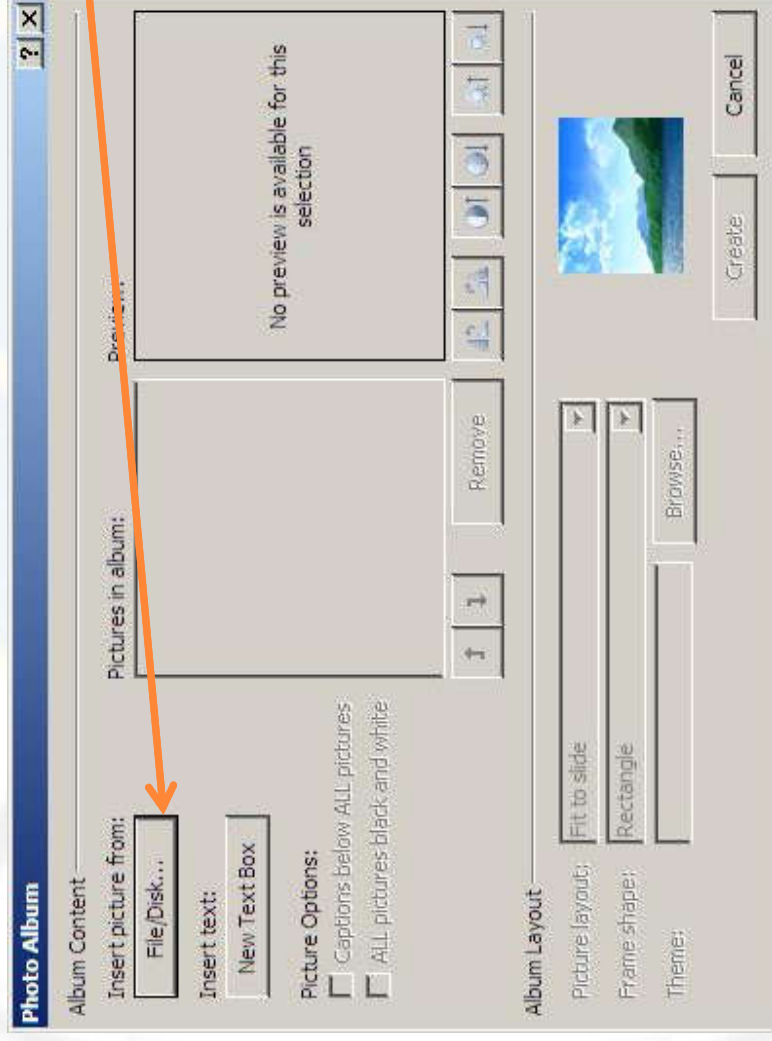 Photo Album
Album Content
Insert picture from:
File/Disk...
Insert text:
New Text Box
Picture Options:
Captions below ALL pictures
ALL pictures black and white
Pictures in album:
Remove
Preview:
No preview is available for this
selection
Album Layout
Picture layout:
Fit to slide
Frame shape:
Rectangle
Theme:
Browse...
Create
Cancel